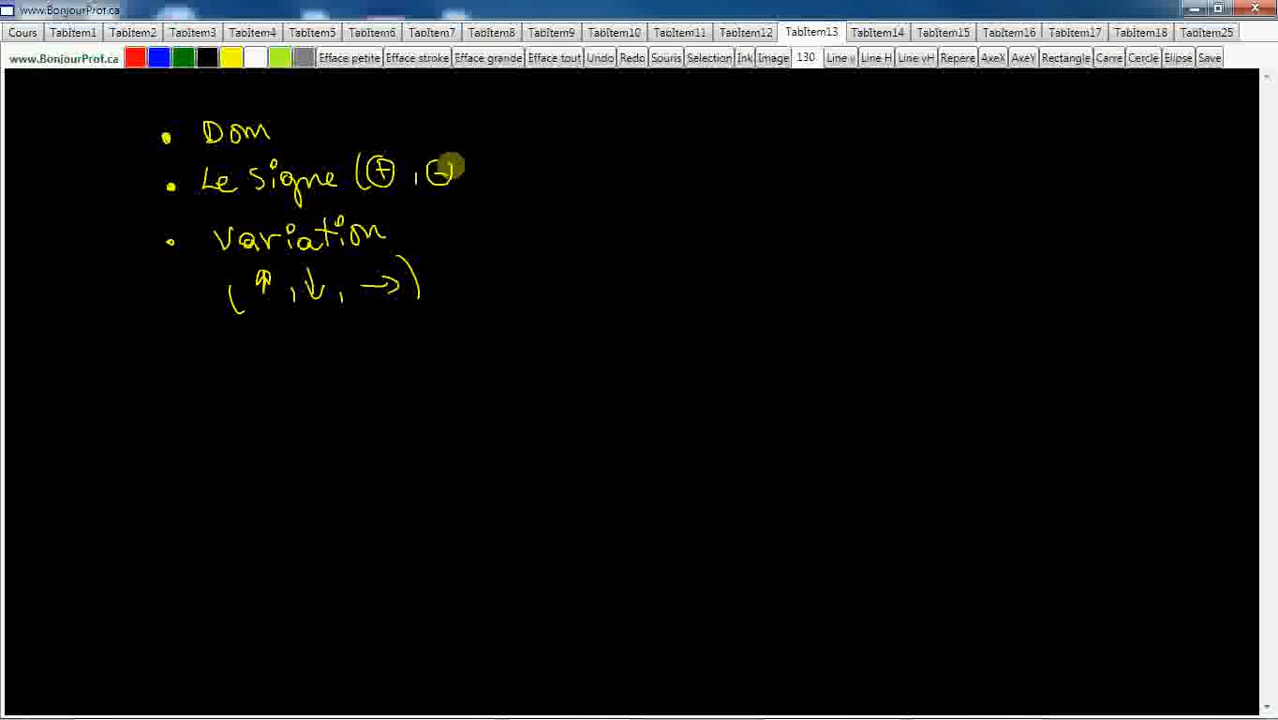 www.BonjourProf.ca
Cours TabItem1 TabItem2 TabItem3 TabItem4 TabItem5 TabItem6 TabItem7 TabItem8 TabItem9 TabItem10 TabItem11 TabItem12 TabItem13 TabItem14 TabItem15 TabItem16 TabItem17 TabItem18 TabItem25
www.BonjourProf.ca Efface petite Efface stroke Efface grande Efface tout Undo Redo Souris Selection Ink Image 130 Line v Line H Line vH Repere AxeX AxeY Rectangle Carre Cercle Elipse Save
• Dom
• Le signe (⊕ , ⊖
• Variation
(↑ , ↓ , →)